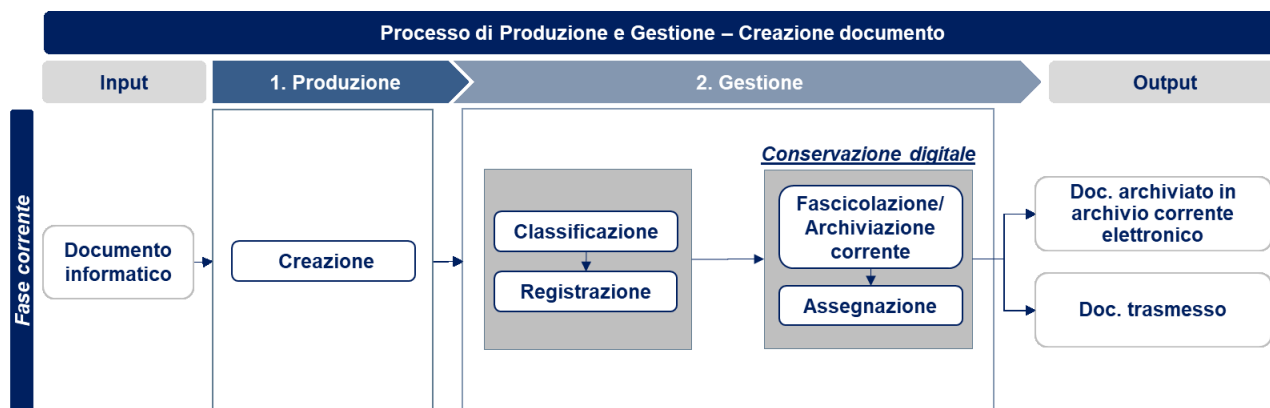 Processo di Produzione e Gestione – Creazione documento
Input
1. Produzione
2. Gestione
Output
Fase corrente
Documento
informatico
Creazione
Classificazione
Registrazione
Conservazione digitale
Fascicolazione/
Archiviazione
corrente
Assegnazione
Doc. archiviato in
archivio corrente
elettronico
Doc. trasmesso